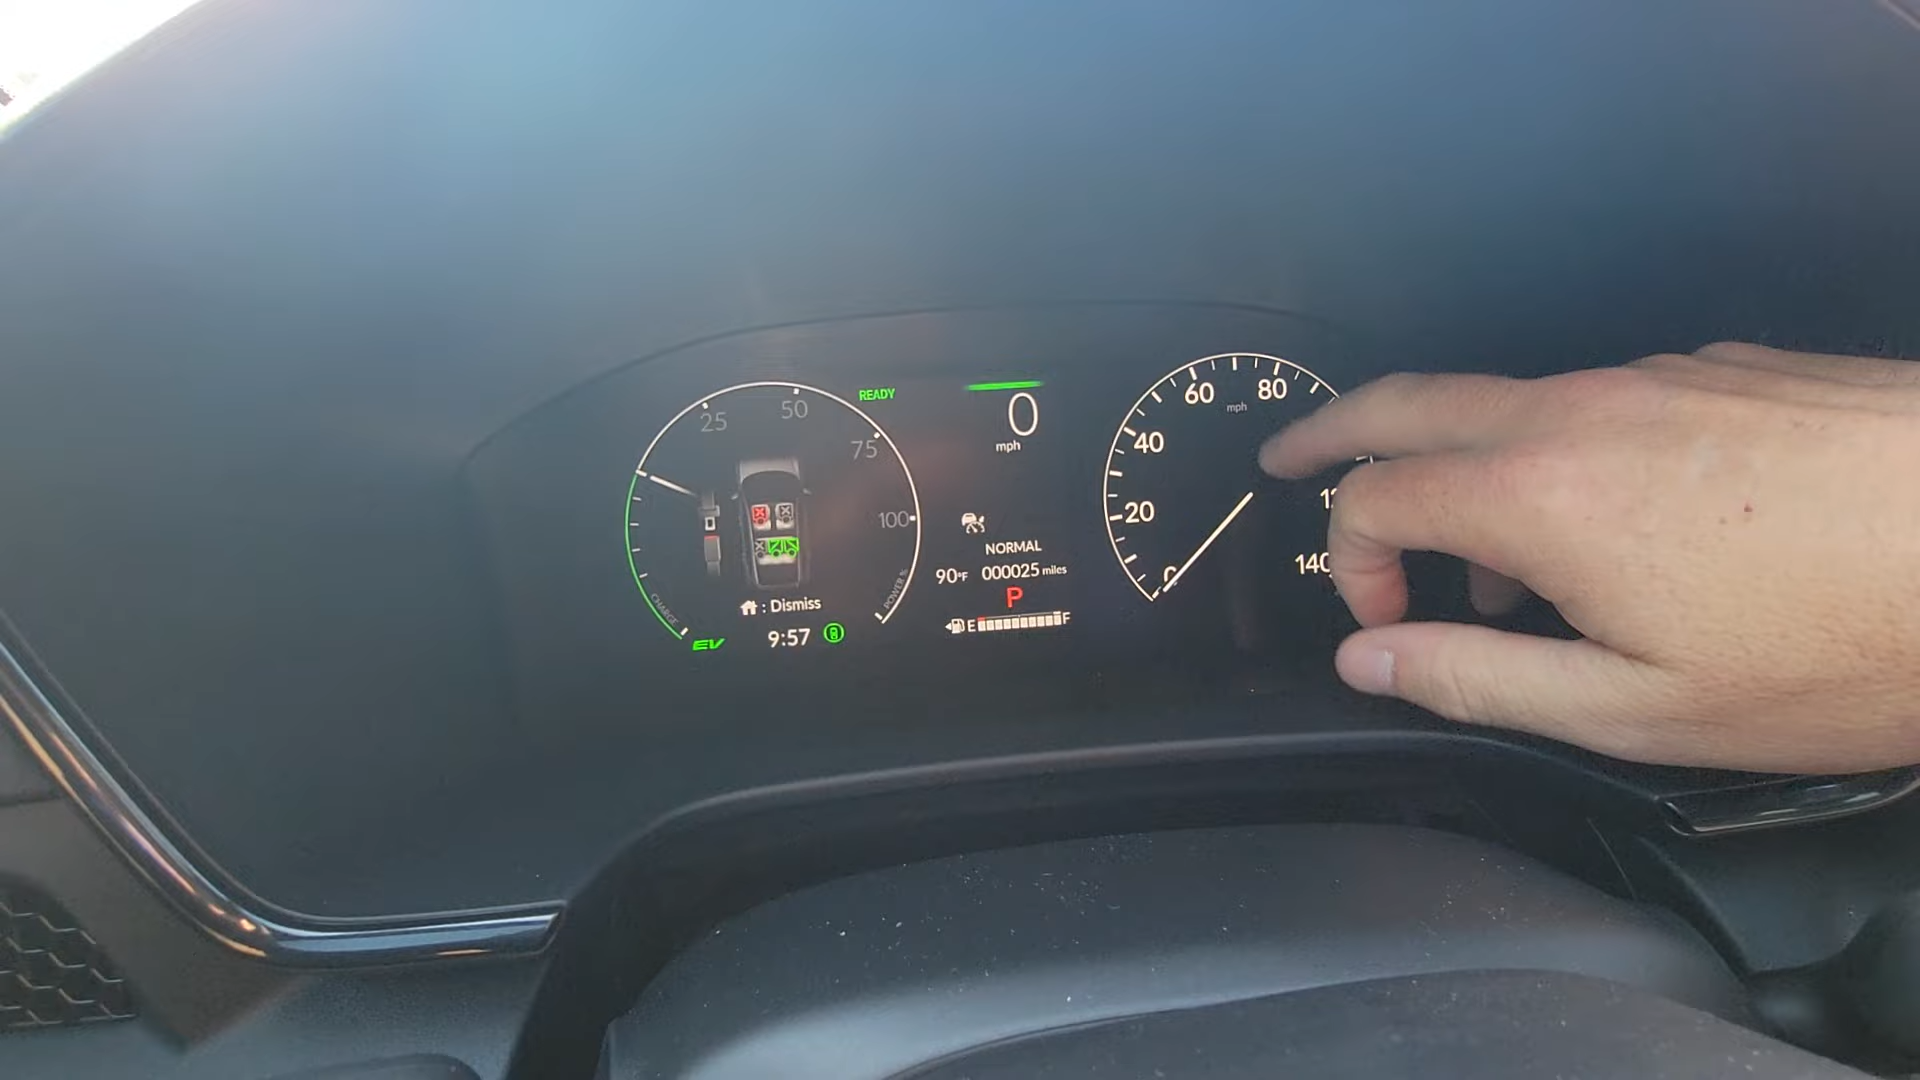 READY
25
50
75
100
CHARGE
POWER %
: Dismiss
EV
9:57
0
mph
NORMAL
90°F 000025 miles
P
E F
60
80
mph
40
20
0
140